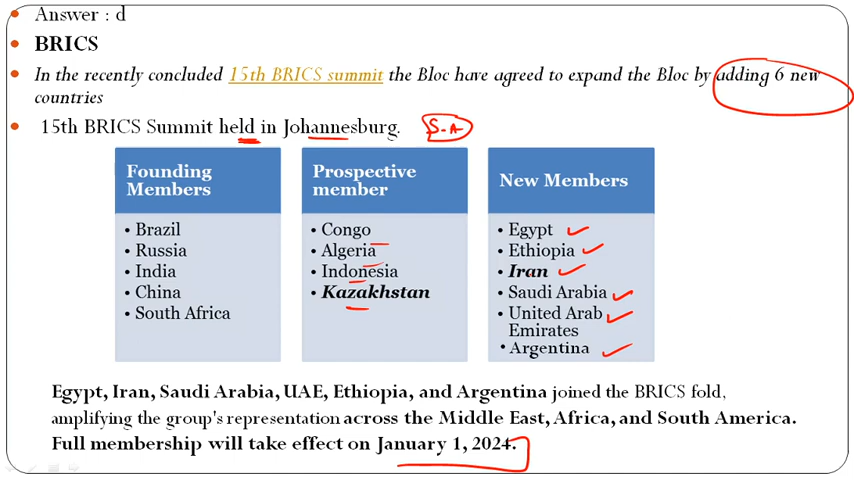 Answer : d
BRICS
In the recently concluded 15th BRICS summit the Bloc have agreed to expand the Bloc by adding 6 new
countries
15th BRICS Summit held in Johannesburg. S.A
Founding
Members
• Brazil
• Russia
• India
• China
• South Africa
Prospective
member
• Congo
• Algeria
• Indonesia
• Kazakhstan
New Members
• Egypt
• Ethiopia
• Iran
• Saudi Arabia
• United Arab
Emirates
• Argentina
Egypt, Iran, Saudi Arabia, UAE, Ethiopia, and Argentina joined the BRICS fold,
amplifying the group's representation across the Middle East, Africa, and South America.
Full membership will take effect on January 1, 2024.